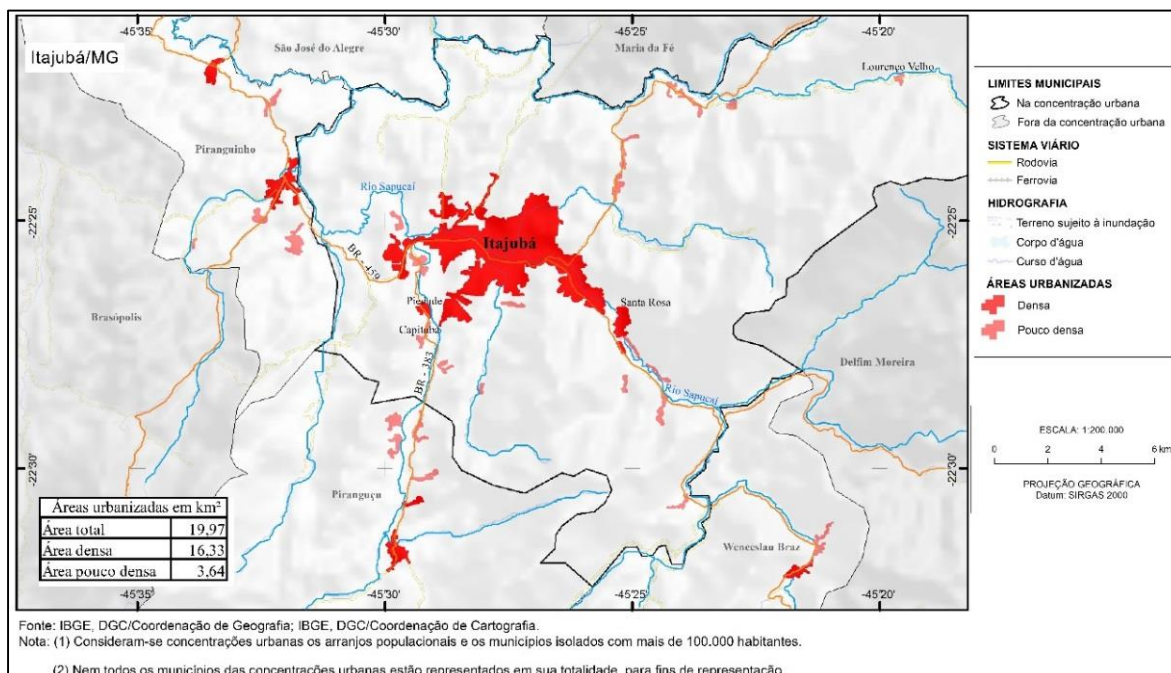 -45°35'
-45°30'
-45°25'
-45°20'
Itajubá/MG
São José do Alegre
Maria da Fé
Lourenço Velho
Piranguinho
Rio Sapucaí
-22°25'
-22°25'
Itajubá
BR - 459
Piedade
Santa Rosa
Brasópolis
Capituba
Delfim Moreira
BR - 383
Rio Sapucaí
-22°30'
-22°30'
Piranguçu
Wenceslau Braz
Áreas urbanizadas em km²
Área total 19,97
Área densa 16,33
Área pouco densa 3,64
-45°35'
-45°30'
-45°25'
-45°20'
LIMITES MUNICIPAIS
Na concentração urbana
Fora da concentração urbana
SISTEMA VIÁRIO
Rodovia
Ferrovia
HIDROGRAFIA
Terreno sujeito à inundação
Corpo d'água
Curso d'água
ÁREAS URBANIZADAS
Densa
Pouco densa
ESCALA: 1:200.000
0 2 4 6 km
PROJEÇÃO GEOGRÁFICA
Datum: SIRGAS 2000
Fonte: IBGE, DGC/Coordenação de Geografia; IBGE, DGC/Coordenação de Cartografia.
Nota: (1) Consideram-se concentrações urbanas os arranjos populacionais e os municípios isolados com mais de 100.000 habitantes.
(2) Nem todos os municípios das concentrações urbanas estão representados em sua totalidade, para fins de representação